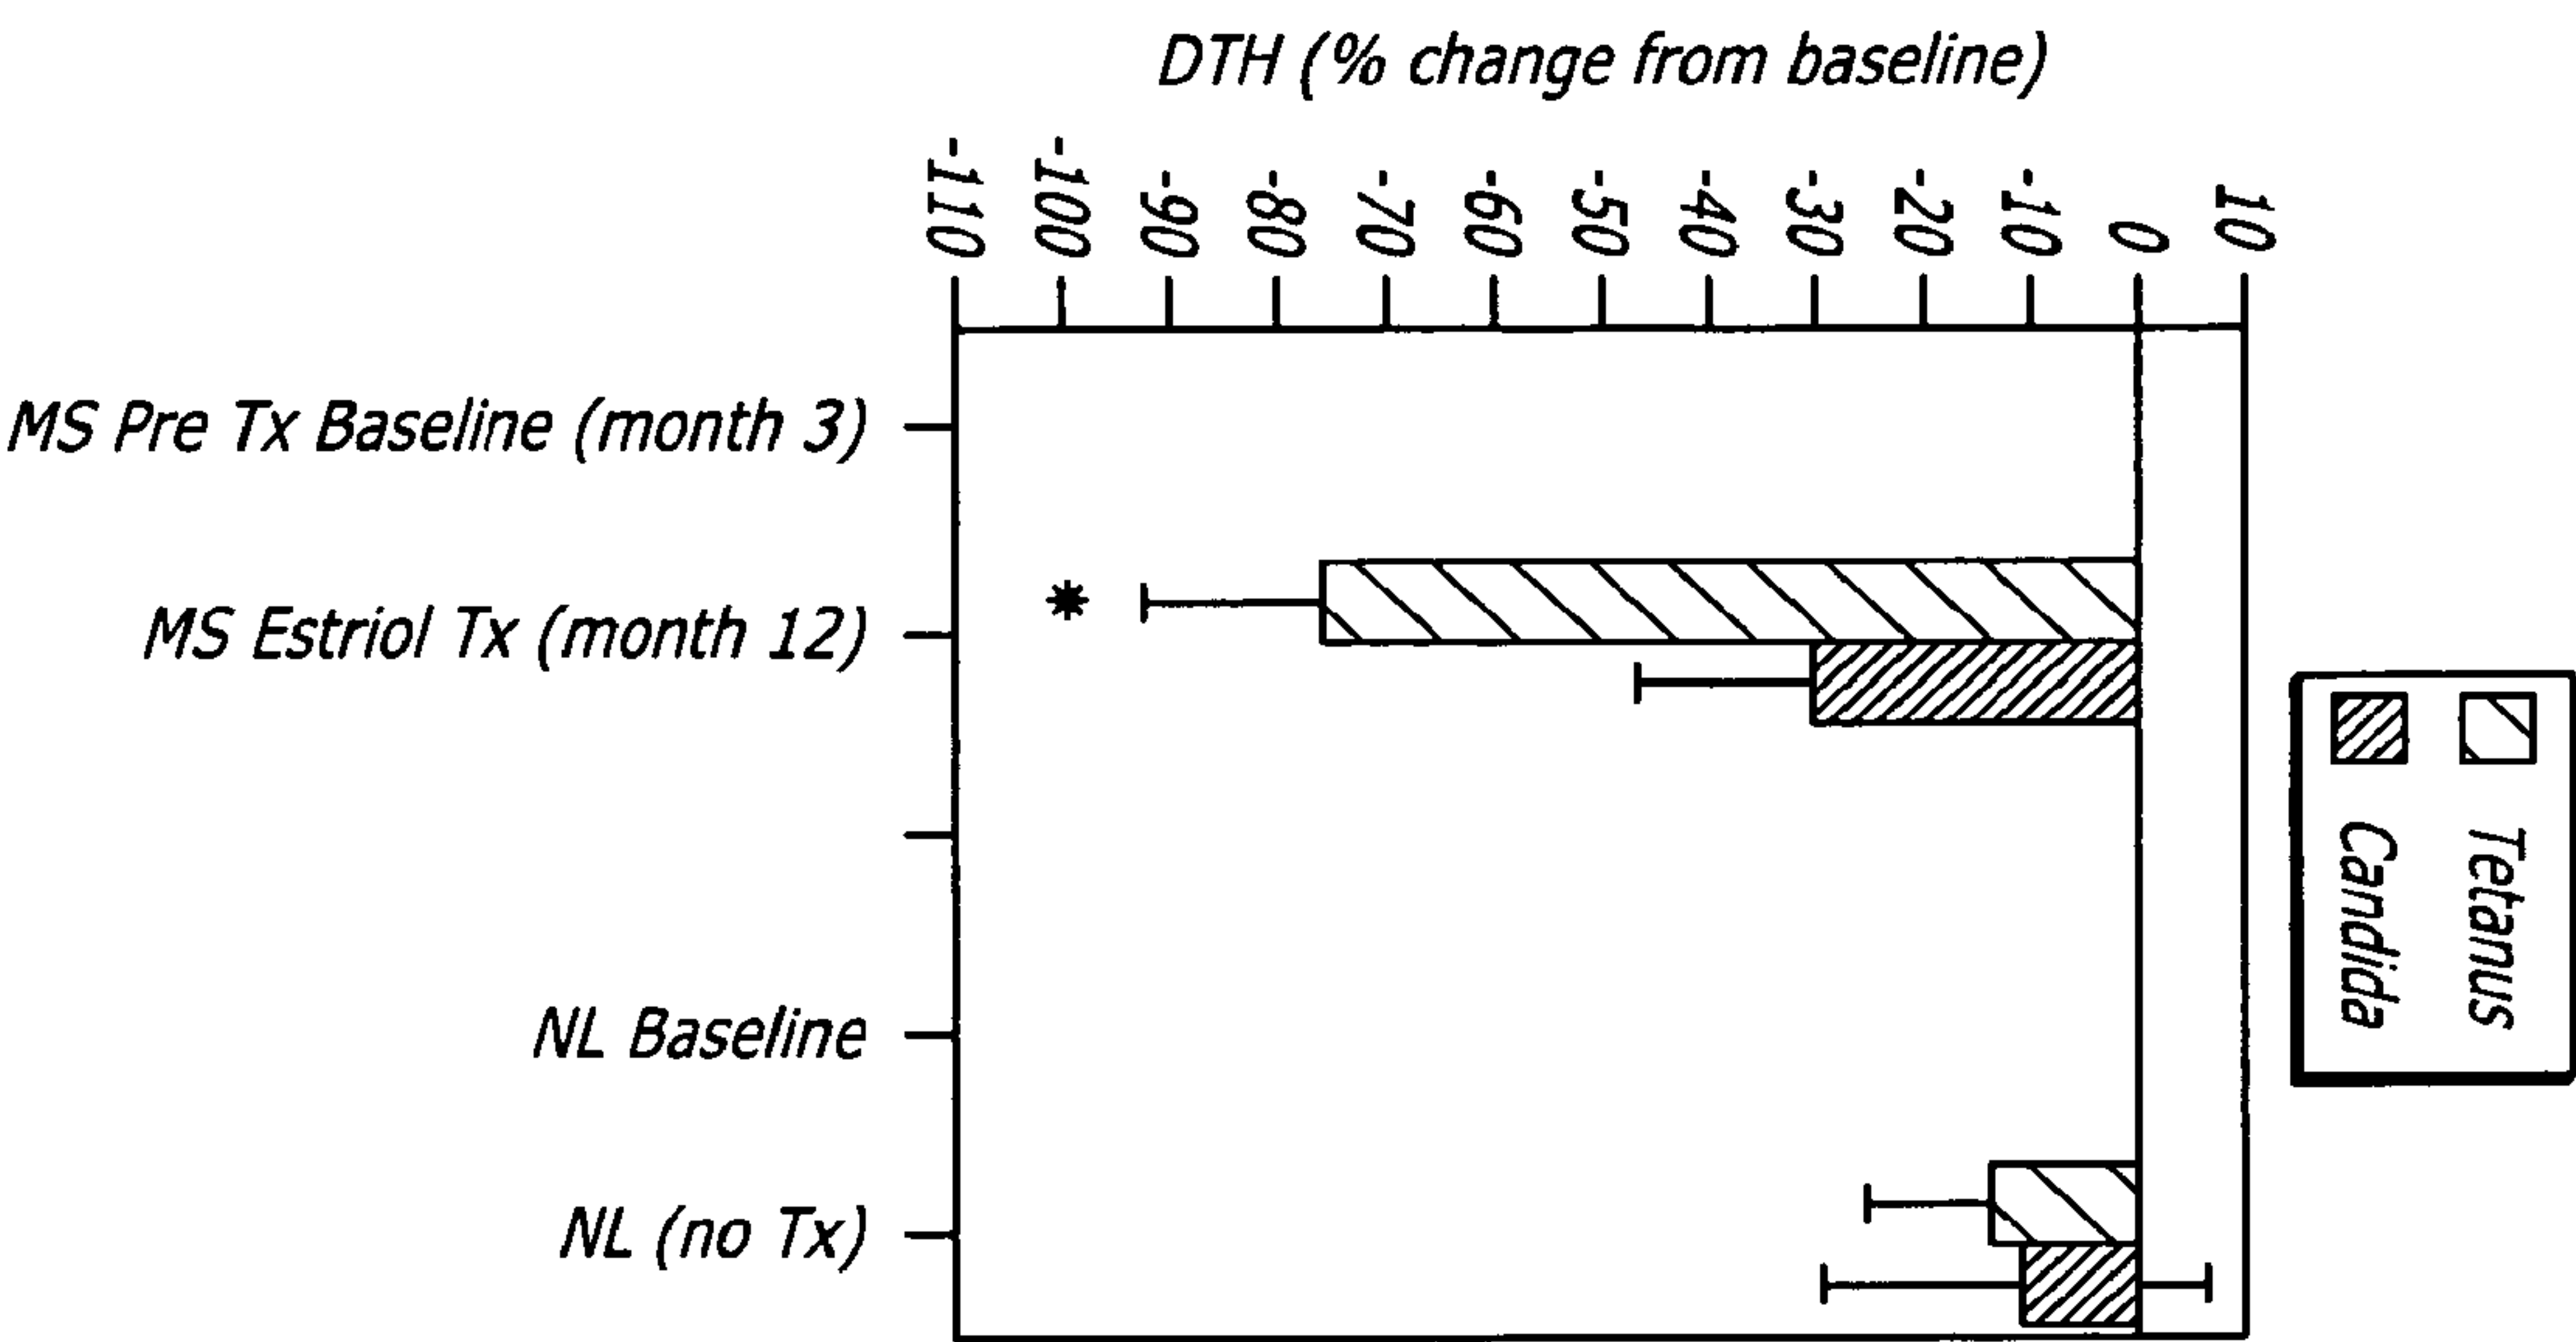 DTH (% change from baseline)
-110
-100
-90
-80
-70
-60
-50
-40
-30
-20
-10
0
10
MS Pre Tx Baseline (month 3)
MS Estriol Tx (month 12)
NL Baseline
NL (no Tx)
*
Tetanus
Candida